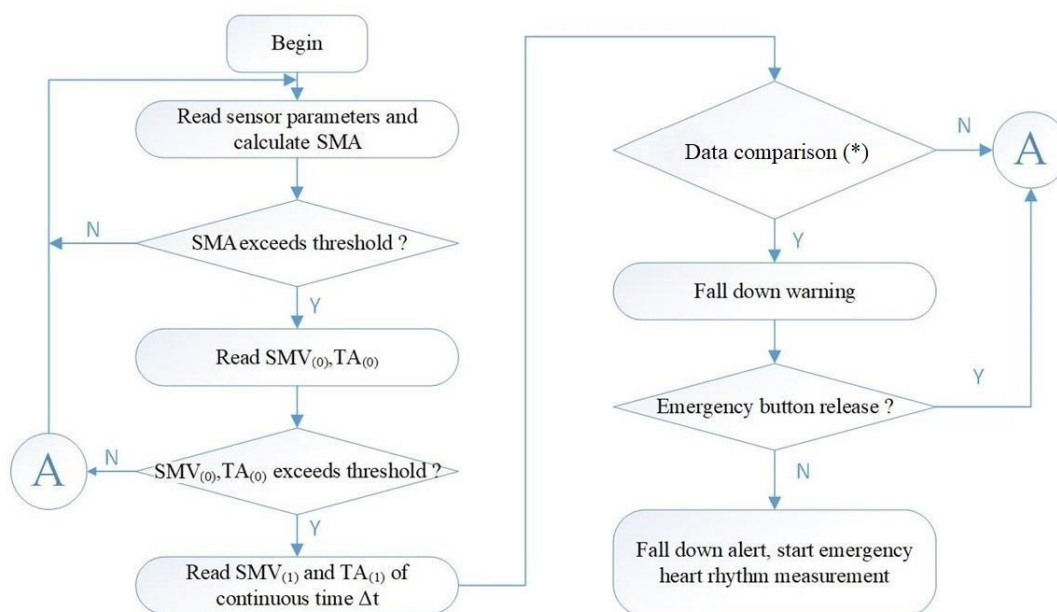 Begin
Read sensor parameters and
calculate SMA
N
SMA exceeds threshold ?
Y
Read SMV(0),TA(0)
A
N
SMV(0),TA(0) exceeds threshold ?
Y
Read SMV(1) and TA(1) of
continuous time Δt
Data comparison (*)
N
A
Y
Fall down warning
Emergency button release ?
Y
N
Fall down alert, start emergency
heart rhythm measurement